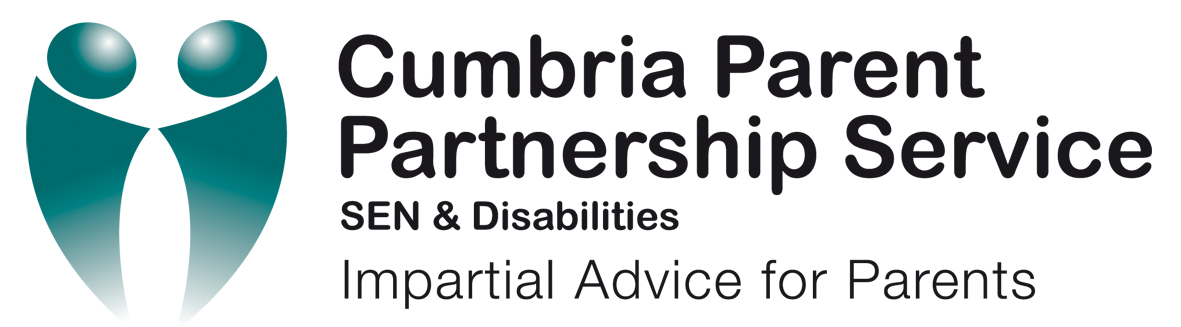 Cumbria Parent
Partnership Service
SEN & Disabilities
Impartial Advice for Parents